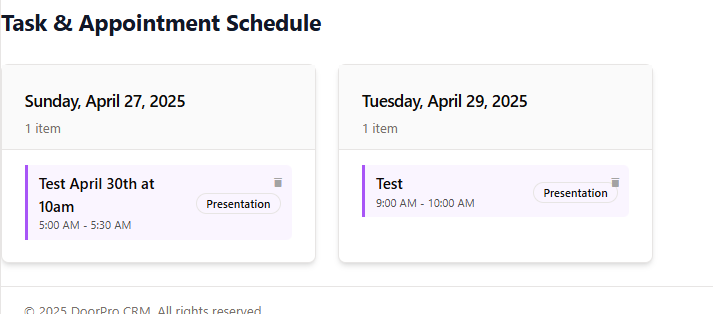 Task & Appointment Schedule
Sunday, April 27, 2025
1 item
Test April 30th at
10am
Presentation
5:00 AM - 5:30 AM
Tuesday, April 29, 2025
1 item
Test
Presentation
9:00 AM - 10:00 AM
© 2025 DoorPro CRM. All rights reserved